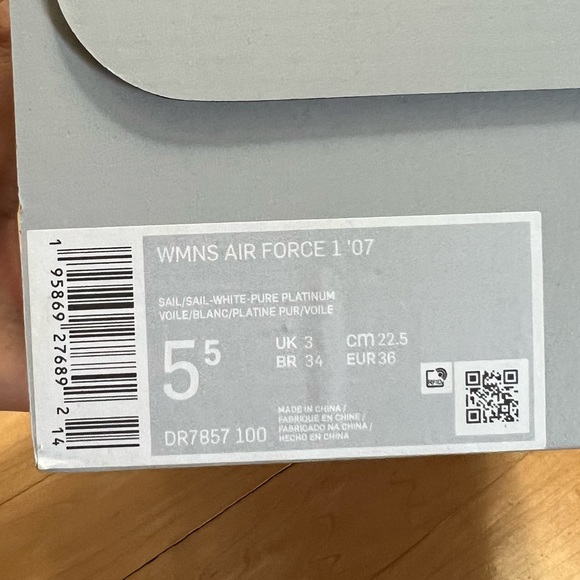 WMNS AIR FORCE 1 '07
SAIL/SAIL-WHITE-PURE PLATINUM
VOILE/BLANC/PLATINE PUR/VOILE
5⁵
UK 3 cm 22.5
BR 34 EUR 36
RFID
DR7857 100
MADE IN CHINA /
FABRIQUÉ EN CHINE /
FABRICADO NA CHINA /
HECHO EN CHINA
1 95869 27689 2 14